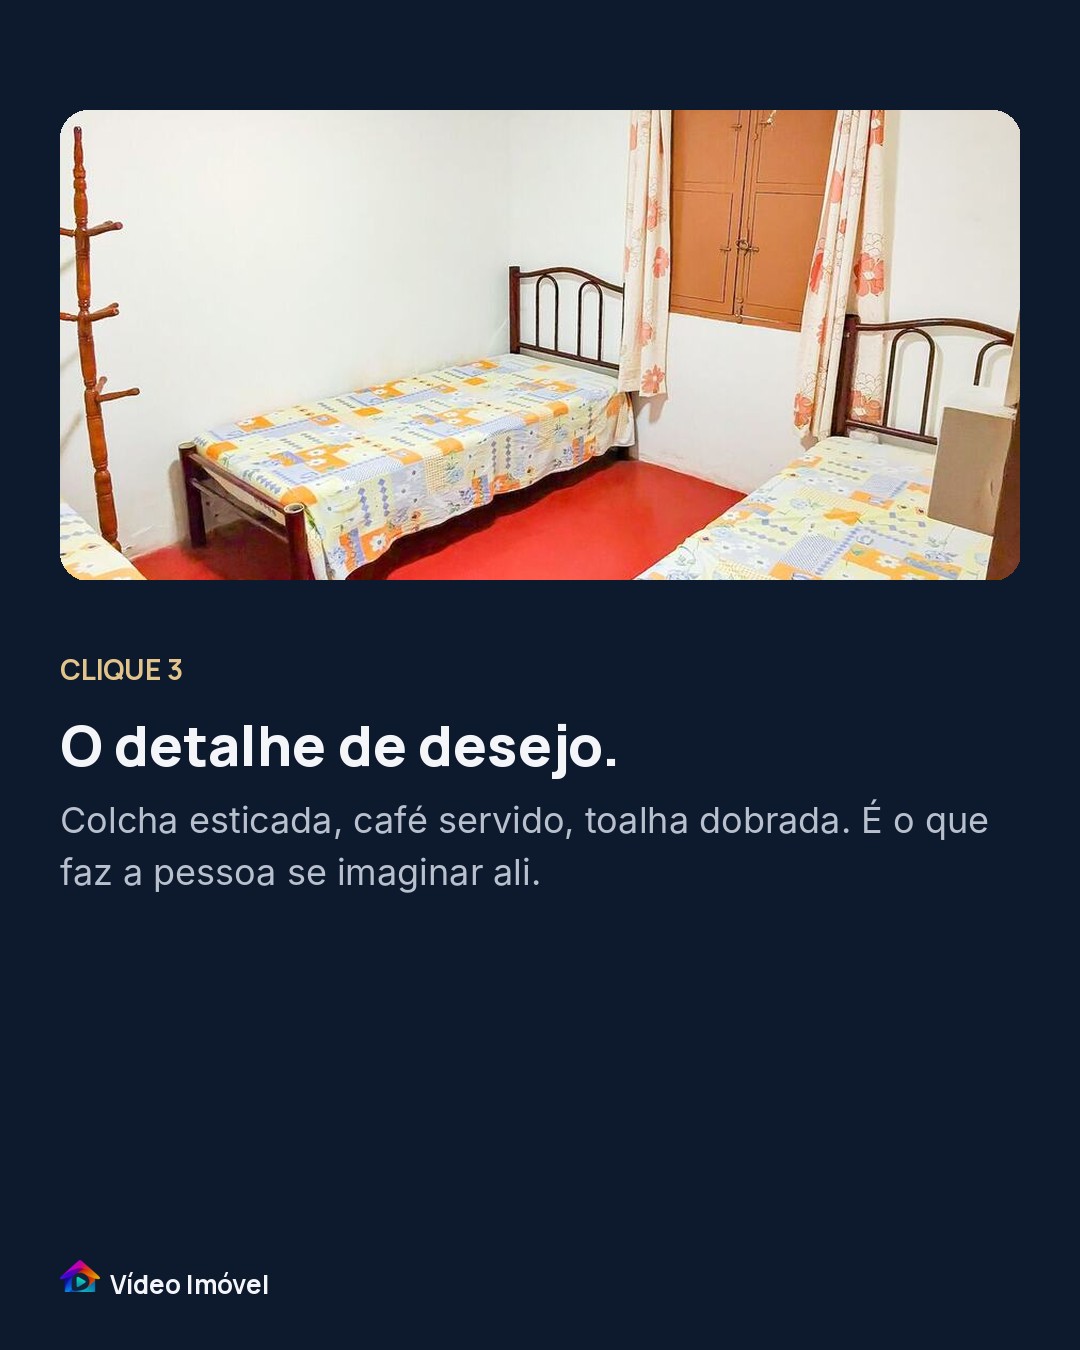 CLIQUE 3
O detalhe de desejo.
Colcha esticada, café servido, toalha dobrada. É o que
faz a pessoa se imaginar ali.
Vídeo Imóvel